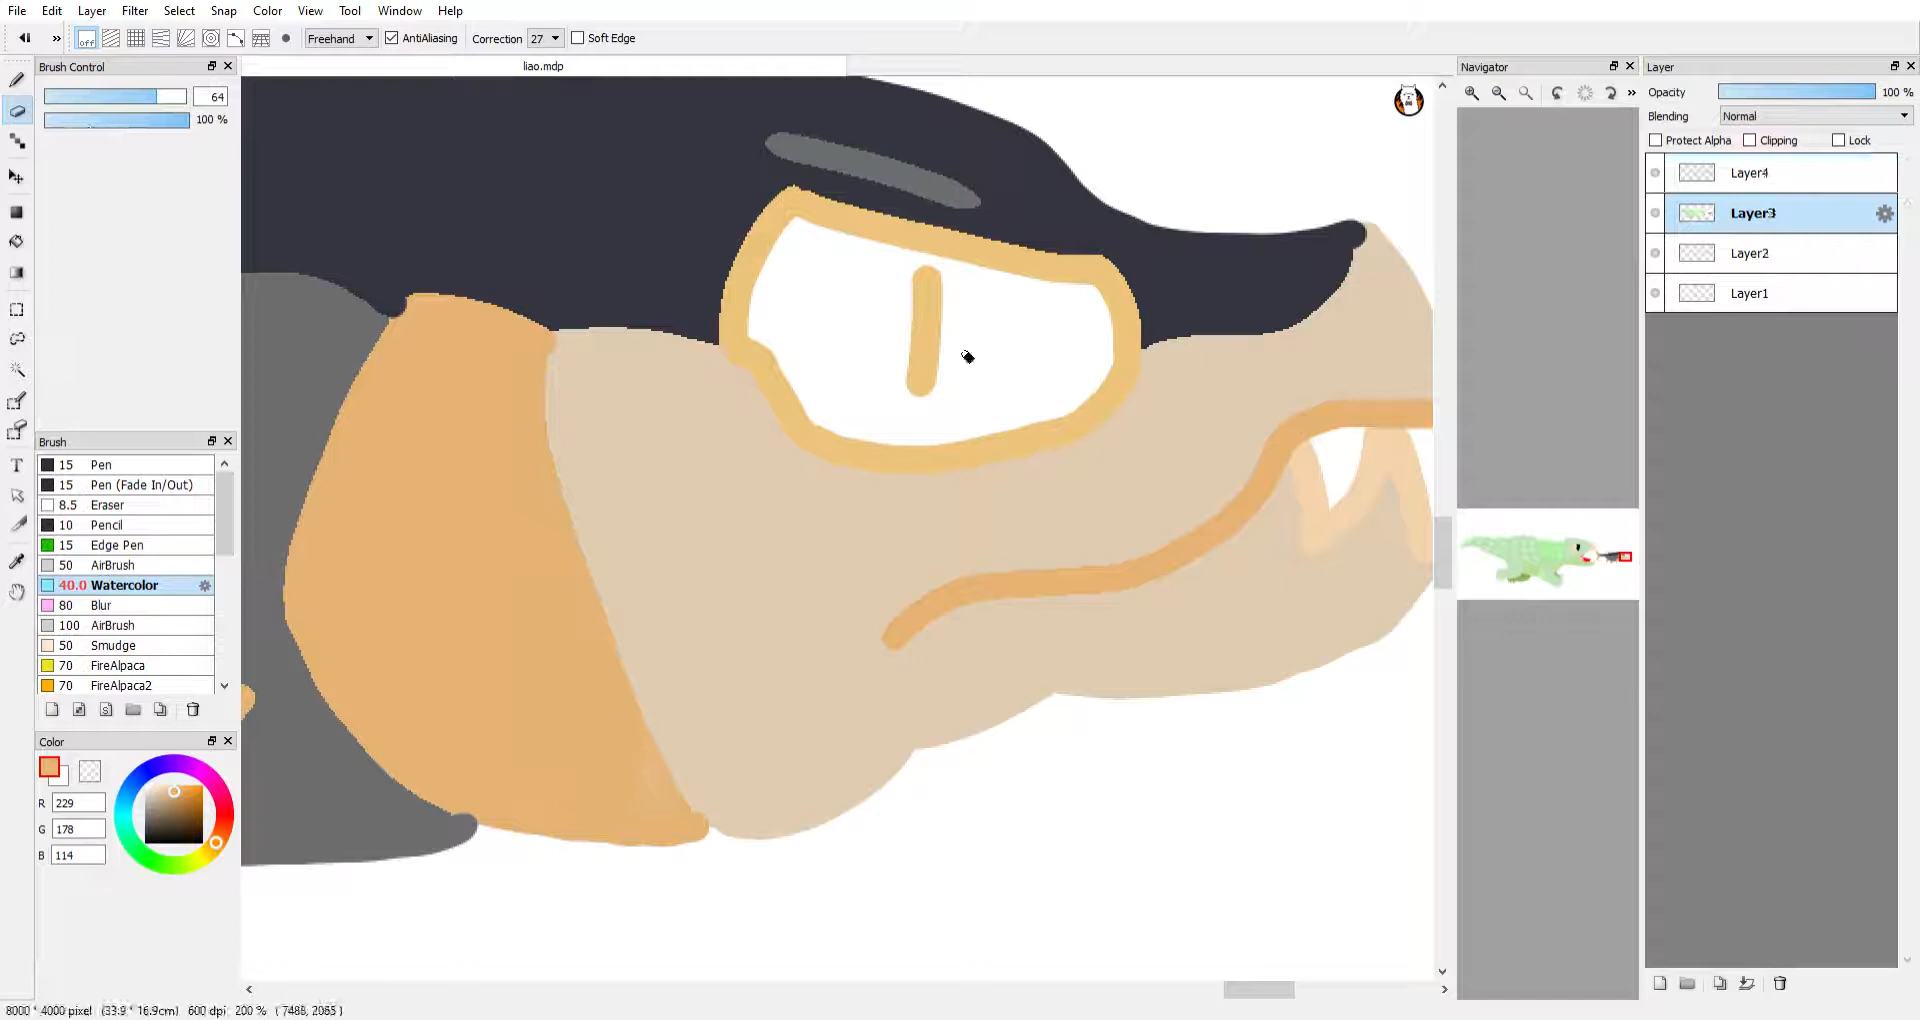 File Edit Layer Filter Select Snap Color View Tool Window Help
» off Freehand AntiAliasing Correction 27 Soft Edge
Brush Control
liao.mdp
Navigator
Layer
64
100 %
»
Opacity 100 %
Blending Normal
Protect Alpha Clipping Lock
Layer4
Layer3
Layer2
Layer1
Brush
15 Pen
15 Pen (Fade In/Out)
8.5 Eraser
10 Pencil
15 Edge Pen
50 AirBrush
40.0 Watercolor
80 Blur
100 AirBrush
50 Smudge
70 FireAlpaca
70 FireAlpaca2
S
T
Color
R 229
G 178
B 114
8000 * 4000 pixel (33.9 * 16.9cm) 600 dpi 200 % ( 7488, 2065 )